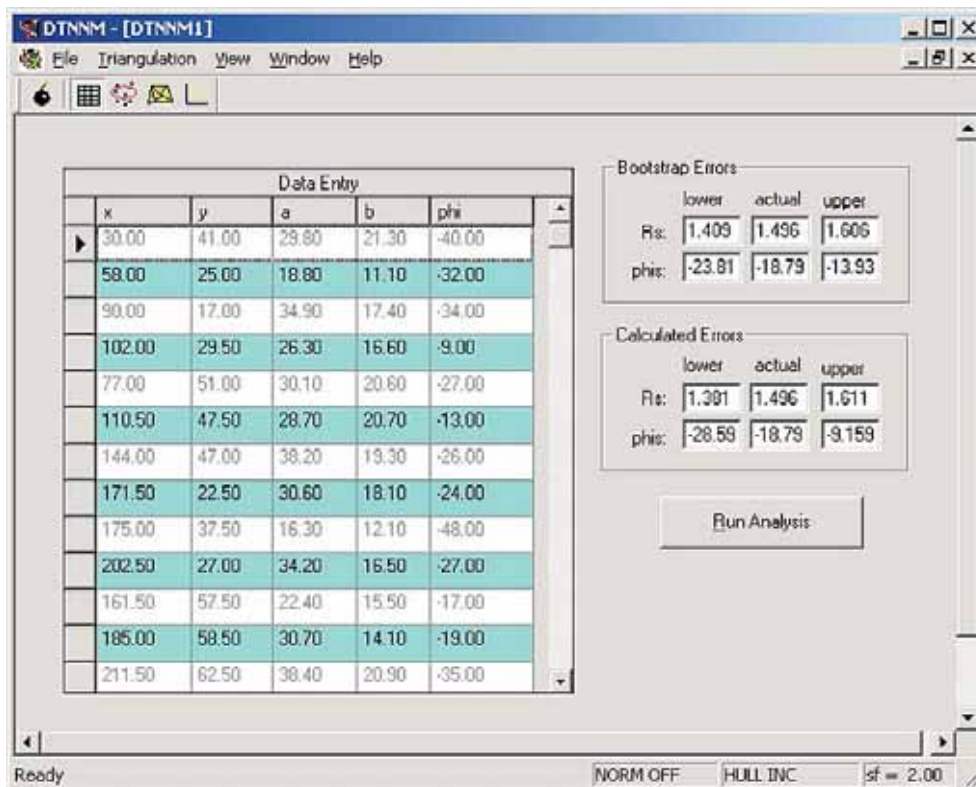 DTNNM - [DTNNM1]
File Triangulation View Window Help
Data Entry
x y a b phi
30.00 41.00 29.80 21.30 -40.00
58.00 25.00 18.80 11.10 -32.00
90.00 17.00 34.90 17.40 -34.00
102.00 29.50 26.30 16.60 -9.00
77.00 51.00 30.10 20.60 -27.00
110.50 47.50 28.70 20.70 -13.00
144.00 47.00 38.20 19.30 -26.00
171.50 22.50 30.60 18.10 -24.00
175.00 37.50 16.30 12.10 -48.00
202.50 27.00 34.20 16.50 -27.00
161.50 57.50 22.40 15.50 -17.00
185.00 58.50 30.70 14.10 -19.00
211.50 62.50 38.40 20.90 -35.00
Bootstrap Errors
lower actual upper
Rs: 1.409 1.496 1.606
phis: -23.81 -18.79 -13.93
Calculated Errors
lower actual upper
Rs: 1.381 1.496 1.611
phis: -28.59 -18.79 -9.159
Run Analysis
Ready NORM OFF HULL INC sf = 2.00